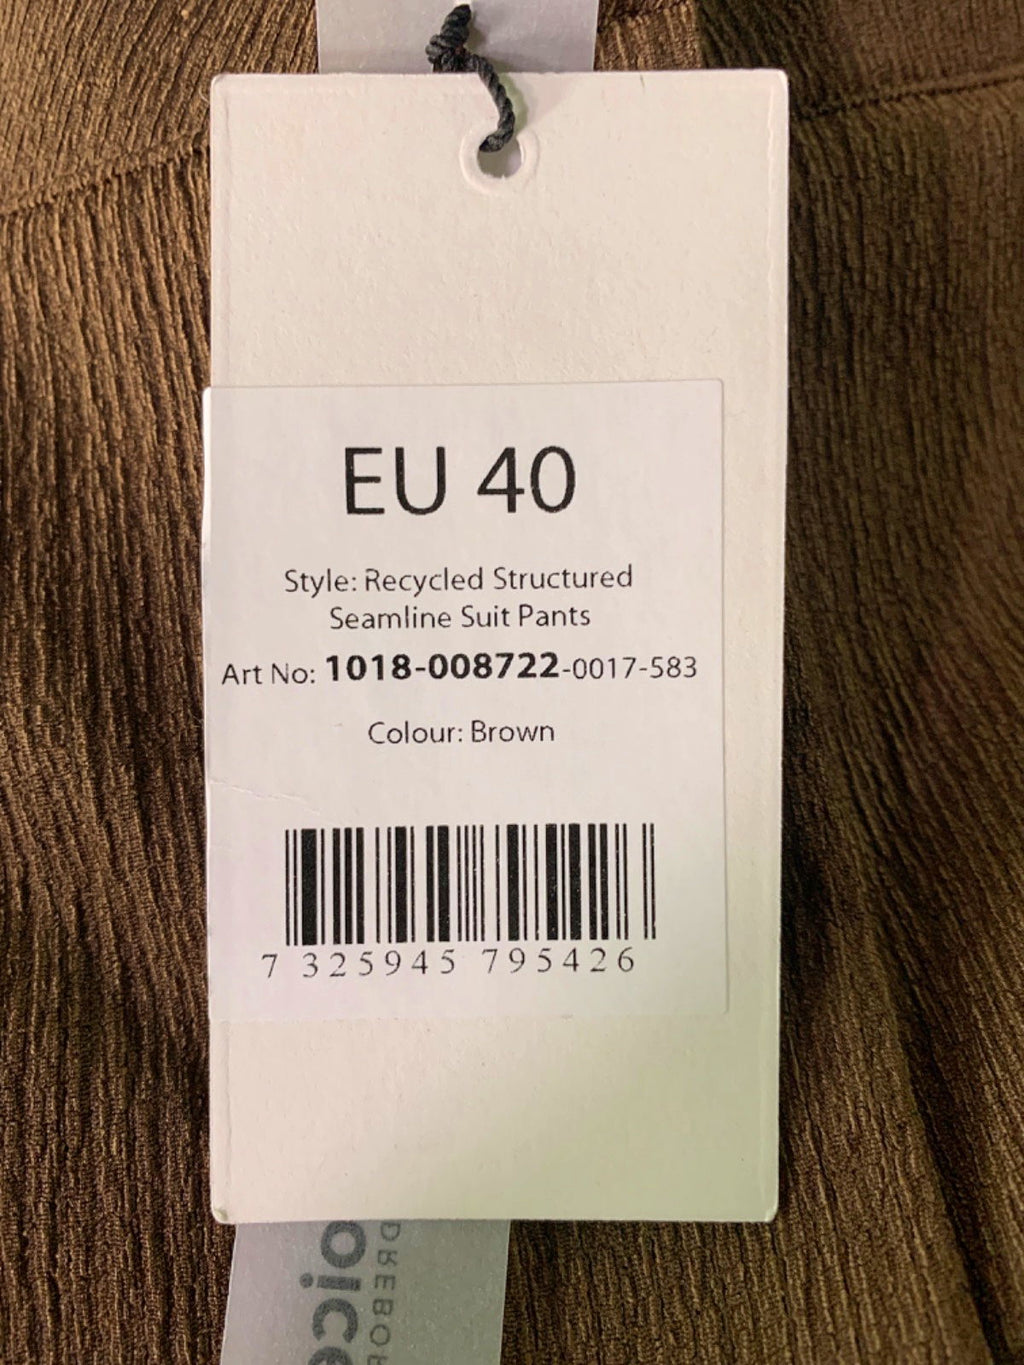 EU 40
Style: Recycled Structured
Seamline Suit Pants
Art No: 1018-008722-0017-583
Colour: Brown
7 325945 795426